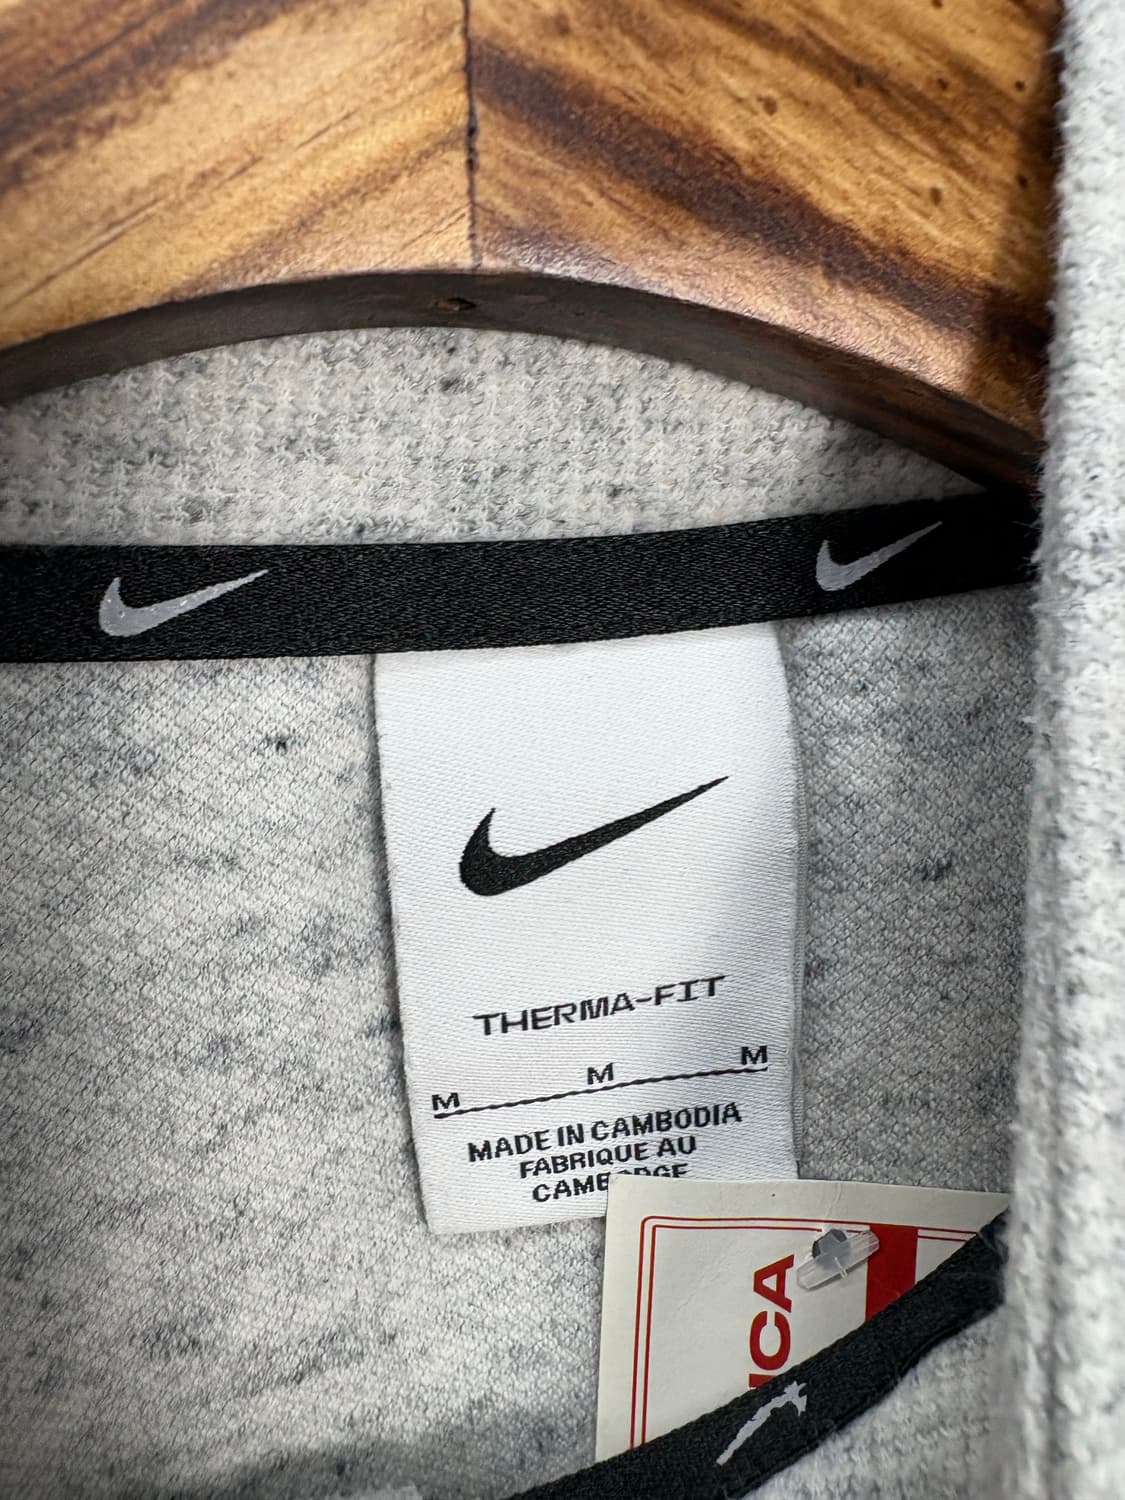 THERMA-FIT
M M M
MADE IN CAMBODIA
FABRIQUE AU